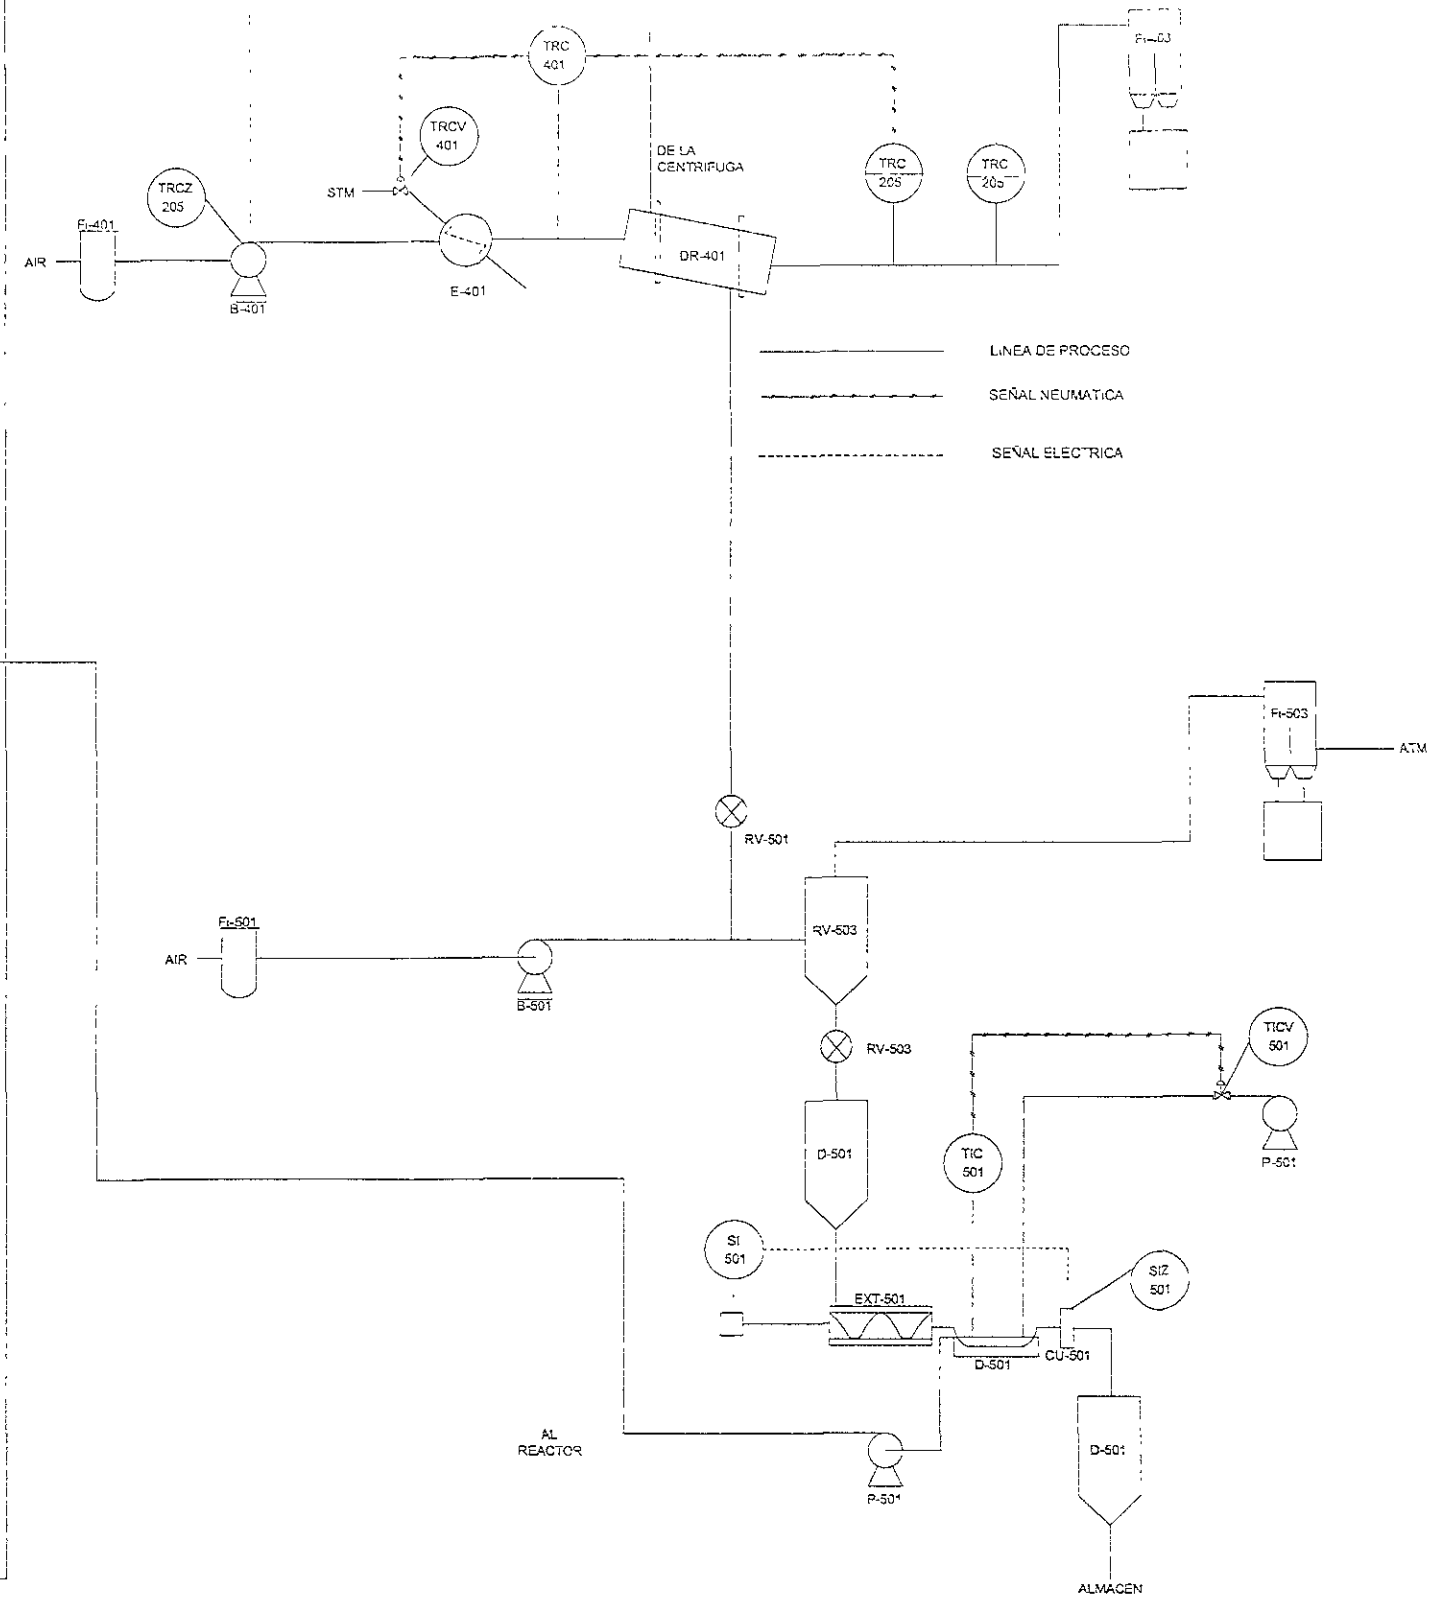 TRC
401
Fi-403
TRCV
401
DE LA
CENTRIFUGA
TRC
205
TRC
205
TRCZ
205
STM
Fi-401
AIR
DR-401
E-401
B-401
LINEA DE PROCESO
SEÑAL NEUMATICA
SEÑAL ELECTRICA
Fi-503
ATM
RV-501
Fi-501
RV-503
AIR
B-501
TICV
501
RV-503
D-501
TIC
501
P-501
SI
501
SIZ
501
EXT-501
D-501
CU-501
AL
REACTOR
D-501
P-501
ALMACEN